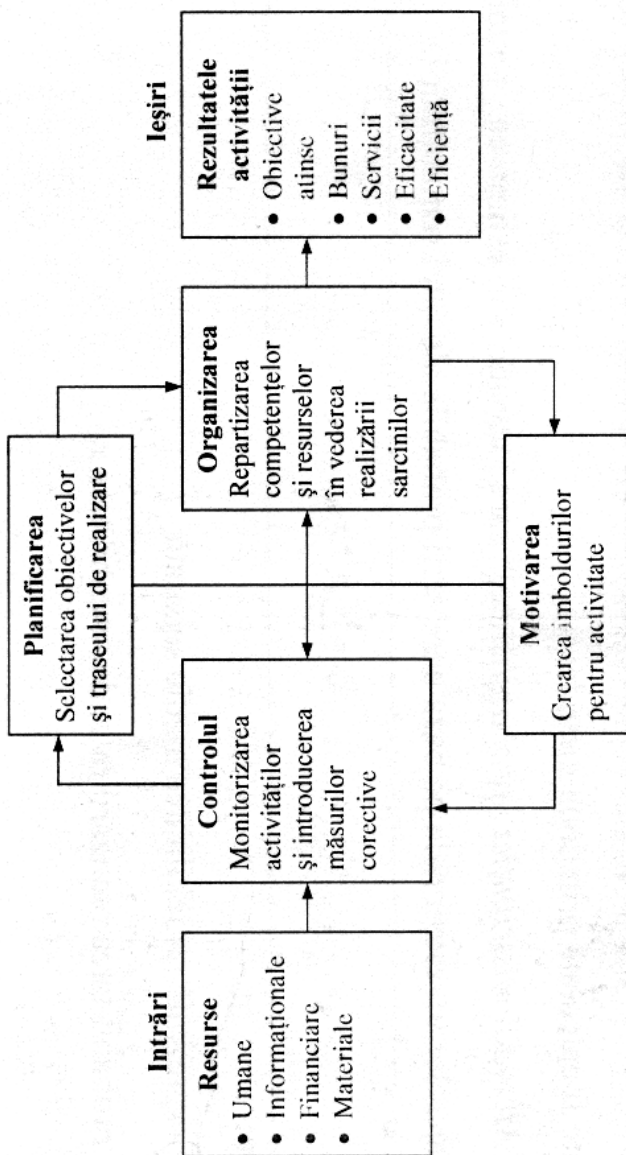 Intrări
Resurse
• Umane
• Informaționale
• Financiare
• Materiale
Planificarea
Selectarea obiectivelor
și traseului de realizare
Controlul
Monitorizarea
activităților
și introducerea
măsurilor
corective
Organizarea
Repartizarea
competențelor
și resurselor
în vederea
realizării
sarcinilor
Motivarea
Crearea imboldurilor
pentru activitate
Ieșiri
Rezultatele
activității
• Obiective
atinse
• Bunuri
• Servicii
• Eficacitate
• Eficiență